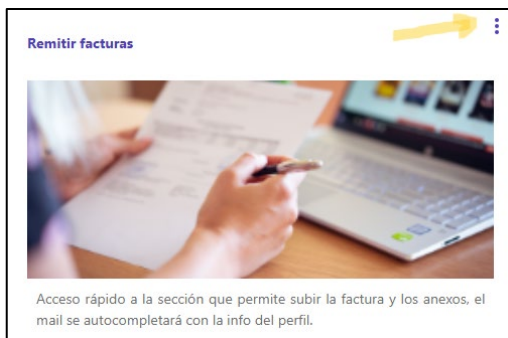 Remitir facturas
Acceso rápido a la sección que permite subir la factura y los anexos, el
mail se autocompletará con la info del perfil.